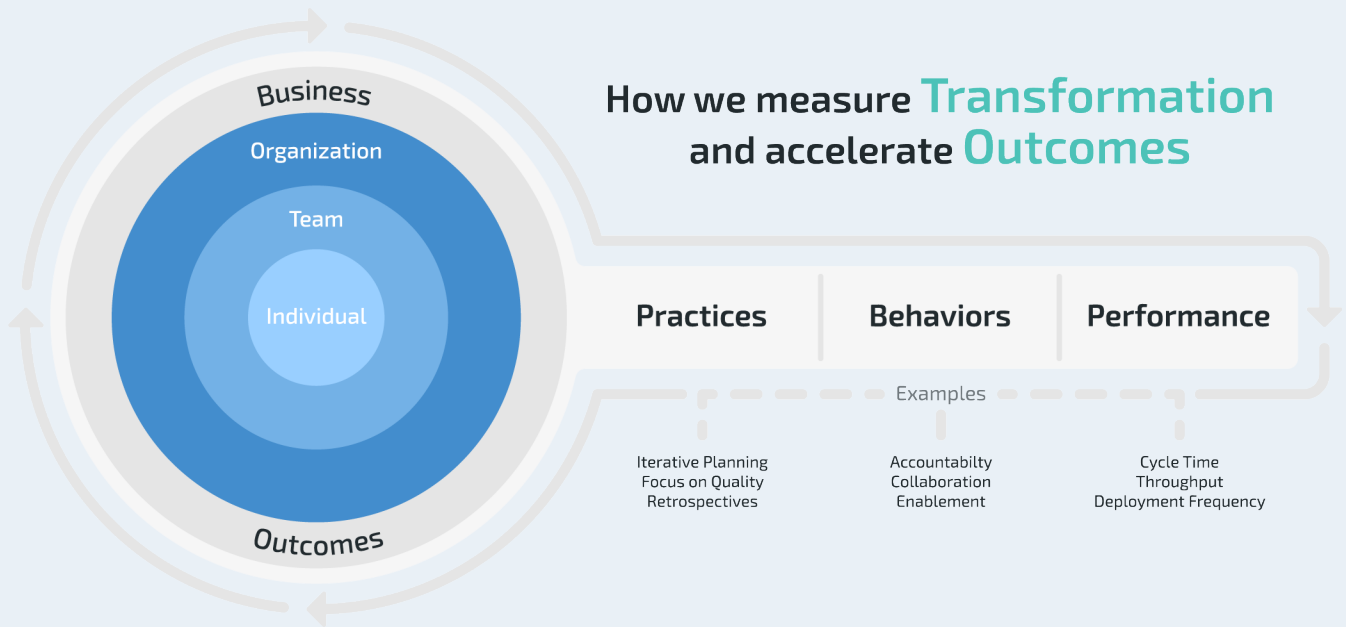 How we measure Transformation
and accelerate Outcomes
Business
Organization
Team
Individual
Outcomes
Practices
Behaviors
Performance
Examples
Iterative Planning
Focus on Quality
Retrospectives
Accountabilty
Collaboration
Enablement
Cycle Time
Throughput
Deployment Frequency